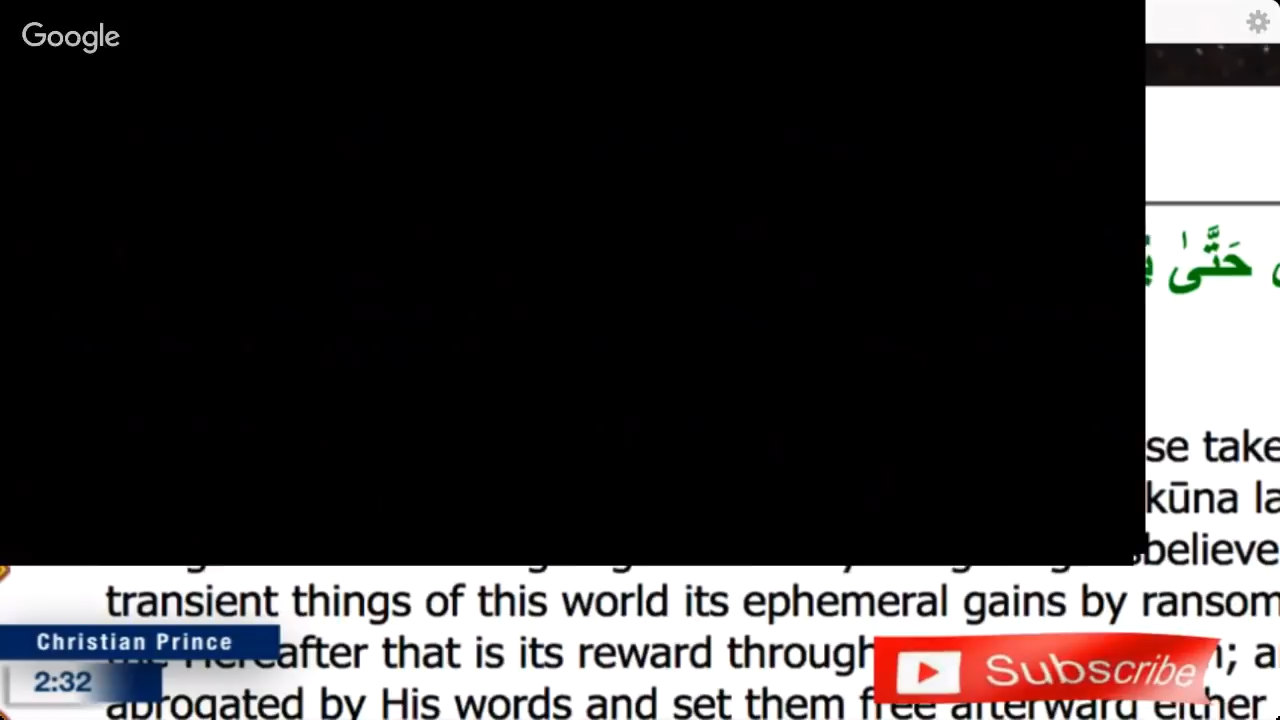 Google
حَتَّىٰ
se take
kūna la
believe
transient things of this world its ephemeral gains by ransom
Christian Prince
after that is its reward through
Subscribe
2:32
abrogated by His words and set them free afterward either